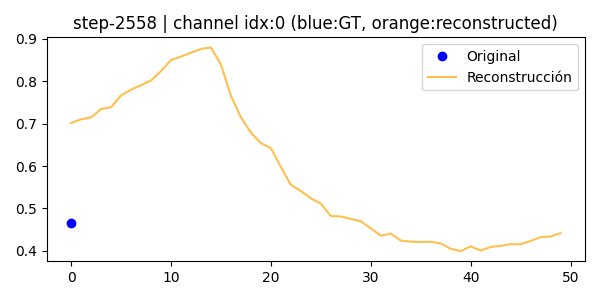 step-2558 | channel idx:0 (blue:GT, orange:reconstructed)
0.9
0.8
0.7
0.6
0.5
0.4
Original
Reconstrucción
0 10 20 30 40 50